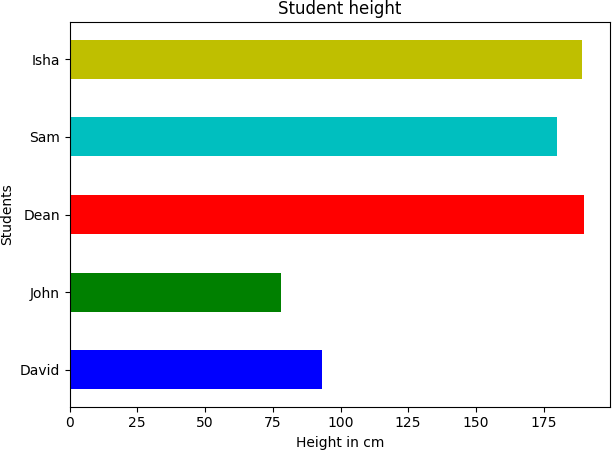 Student height
Isha
Sam
Dean
John
David
Students
0 25 50 75 100 125 150 175
Height in cm